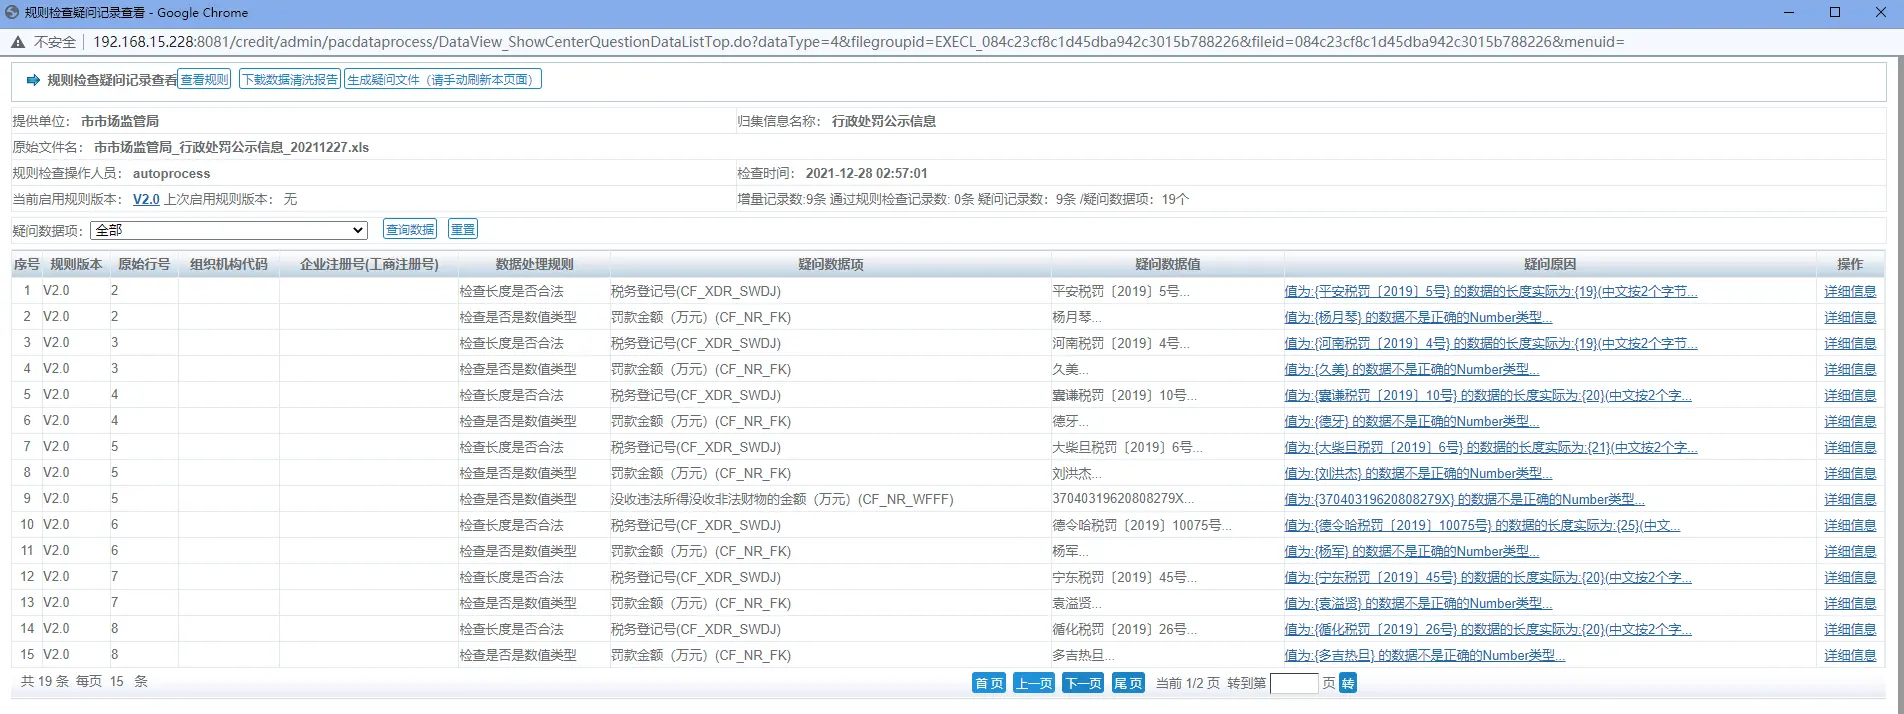 规则检查疑问记录查看 - Google Chrome
不安全 192.168.15.228:8081/credit/admin/pacdataprocess/DataView_ShowCenterQuestionDataListTop.do?dataType=4&filegroupid=EXECL_084c23cf8c1d45dba942c3015b788226&fileid=084c23cf8c1d45dba942c3015b788226&menuid=
规则检查疑问记录查看 查看规则 下载数据清洗报告 生成疑问文件（请手动刷新本页面）
提供单位： 市市场监管局 归集信息名称： 行政处罚公示信息
原始文件名： 市市场监管局_行政处罚公示信息_20211227.xls
规则检查操作人员： autoprocess 检查时间： 2021-12-28 02:57:01
当前启用规则版本： V2.0 上次启用规则版本： 无 增量记录数:9条 通过规则检查记录数: 0条 疑问记录数：9条 /疑问数据项：19个
疑问数据项: 全部 查询数据 重置
序号 规则版本 原始行号 组织机构代码 企业注册号(工商注册号) 数据处理规则 疑问数据项 疑问数据值 疑问原因 操作
1 V2.0 2 检查长度是否合法 税务登记号(CF_XDR_SWDJ) 平安税罚〔2019〕5号... 值为:{平安税罚〔2019〕5号} 的数据的长度实际为:{19}(中文按2个字节... 详细信息
2 V2.0 2 检查是否是数值类型 罚款金额（万元）(CF_NR_FK) 杨月琴... 值为:{杨月琴} 的数据不是正确的Number类型... 详细信息
3 V2.0 3 检查长度是否合法 税务登记号(CF_XDR_SWDJ) 河南税罚〔2019〕4号... 值为:{河南税罚〔2019〕4号} 的数据的长度实际为:{19}(中文按2个字节... 详细信息
4 V2.0 3 检查是否是数值类型 罚款金额（万元）(CF_NR_FK) 久美... 值为:{久美} 的数据不是正确的Number类型... 详细信息
5 V2.0 4 检查长度是否合法 税务登记号(CF_XDR_SWDJ) 囊谦税罚〔2019〕10号... 值为:{囊谦税罚〔2019〕10号} 的数据的长度实际为:{20}(中文按2个字... 详细信息
6 V2.0 4 检查是否是数值类型 罚款金额（万元）(CF_NR_FK) 德牙... 值为:{德牙} 的数据不是正确的Number类型... 详细信息
7 V2.0 5 检查长度是否合法 税务登记号(CF_XDR_SWDJ) 大柴旦税罚〔2019〕6号... 值为:{大柴旦税罚〔2019〕6号} 的数据的长度实际为:{21}(中文按2个字... 详细信息
8 V2.0 5 检查是否是数值类型 罚款金额（万元）(CF_NR_FK) 刘洪杰... 值为:{刘洪杰} 的数据不是正确的Number类型... 详细信息
9 V2.0 5 检查是否是数值类型 没收违法所得没收非法财物的金额（万元）(CF_NR_WFFF) 37040319620808279X... 值为:{37040319620808279X} 的数据不是正确的Number类型... 详细信息
10 V2.0 6 检查长度是否合法 税务登记号(CF_XDR_SWDJ) 德令哈税罚〔2019〕10075号... 值为:{德令哈税罚〔2019〕10075号} 的数据的长度实际为:{25}(中文... 详细信息
11 V2.0 6 检查是否是数值类型 罚款金额（万元）(CF_NR_FK) 杨军... 值为:{杨军} 的数据不是正确的Number类型... 详细信息
12 V2.0 7 检查长度是否合法 税务登记号(CF_XDR_SWDJ) 宁东税罚〔2019〕45号... 值为:{宁东税罚〔2019〕45号} 的数据的长度实际为:{20}(中文按2个字... 详细信息
13 V2.0 7 检查是否是数值类型 罚款金额（万元）(CF_NR_FK) 袁溢贤... 值为:{袁溢贤} 的数据不是正确的Number类型... 详细信息
14 V2.0 8 检查长度是否合法 税务登记号(CF_XDR_SWDJ) 循化税罚〔2019〕26号... 值为:{循化税罚〔2019〕26号} 的数据的长度实际为:{20}(中文按2个字... 详细信息
15 V2.0 8 检查是否是数值类型 罚款金额（万元）(CF_NR_FK) 多吉热旦... 值为:{多吉热旦} 的数据不是正确的Number类型... 详细信息
共 19 条 每页 15 条 首页 上一页 下一页 尾页 当前 1/2 页 转到第 页 转